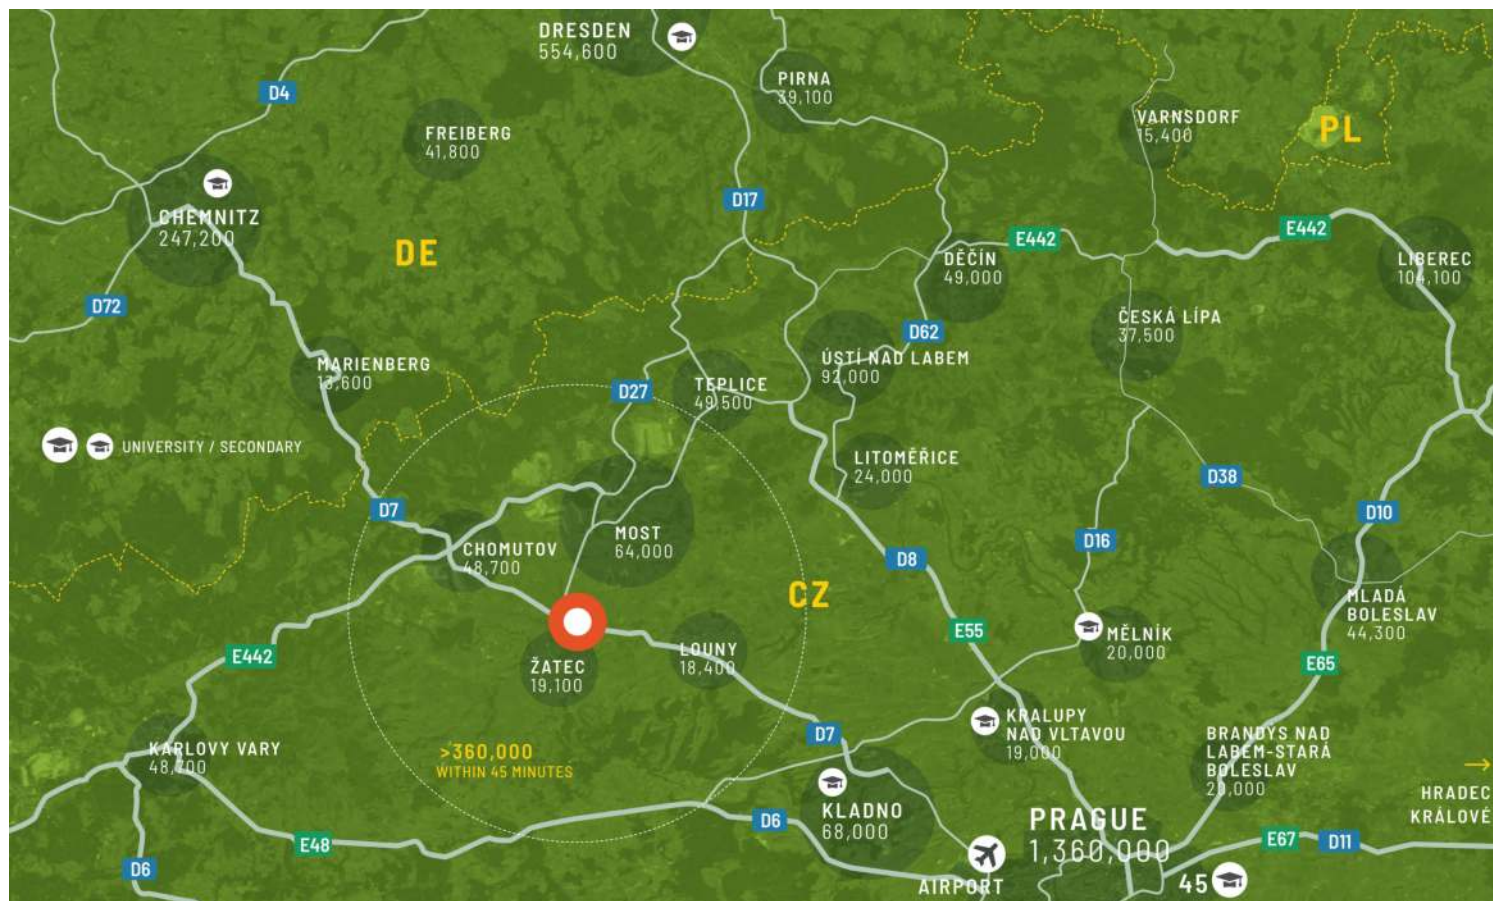 DRESDEN
554,600
PIRNA
39,100
D4
FREIBERG
41,800
VARNSDORF
15,400
PL
D17
CHEMNITZ
247,200
E442
E442
DE
DĚČÍN
49,000
LIBEREC
104,100
D72
ČESKÁ LÍPA
37,500
D62
MARIENBERG
13,600
ÚSTÍ NAD LABEM
92,000
D27
TEPLICE
49,500
UNIVERSITY / SECONDARY
LITOMĚŘICE
24,000
D38
D7
D10
MOST
64,000
D16
CHOMUTOV
48,700
D8
CZ
MLADÁ
BOLESLAV
44,300
E55
MĚLNÍK
20,000
E442
LOUNY
18,400
ŽATEC
19,100
E65
KRALUPY
NAD VLTAVOU
19,000
D7
BRANDYS NAD
LABEM-STARÁ
BOLESLAV
20,000
KARLOVY VARY
48,700
>360,000
WITHIN 45 MINUTES
→
HRADEC
KRÁLOVÉ
KLADNO
68,000
D6
PRAGUE
1,360,000
E48
E67
D11
D6
AIRPORT
45